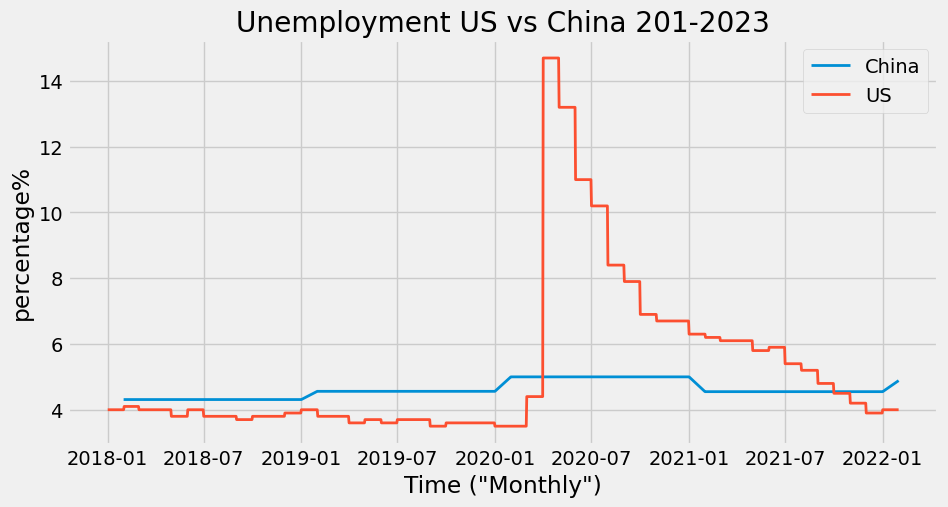 Unemployment US vs China 201-2023
China
US
percentage%
14
12
10
8
6
4
2018-01 2018-07 2019-01 2019-07 2020-01 2020-07 2021-01 2021-07 2022-01
Time ("Monthly")